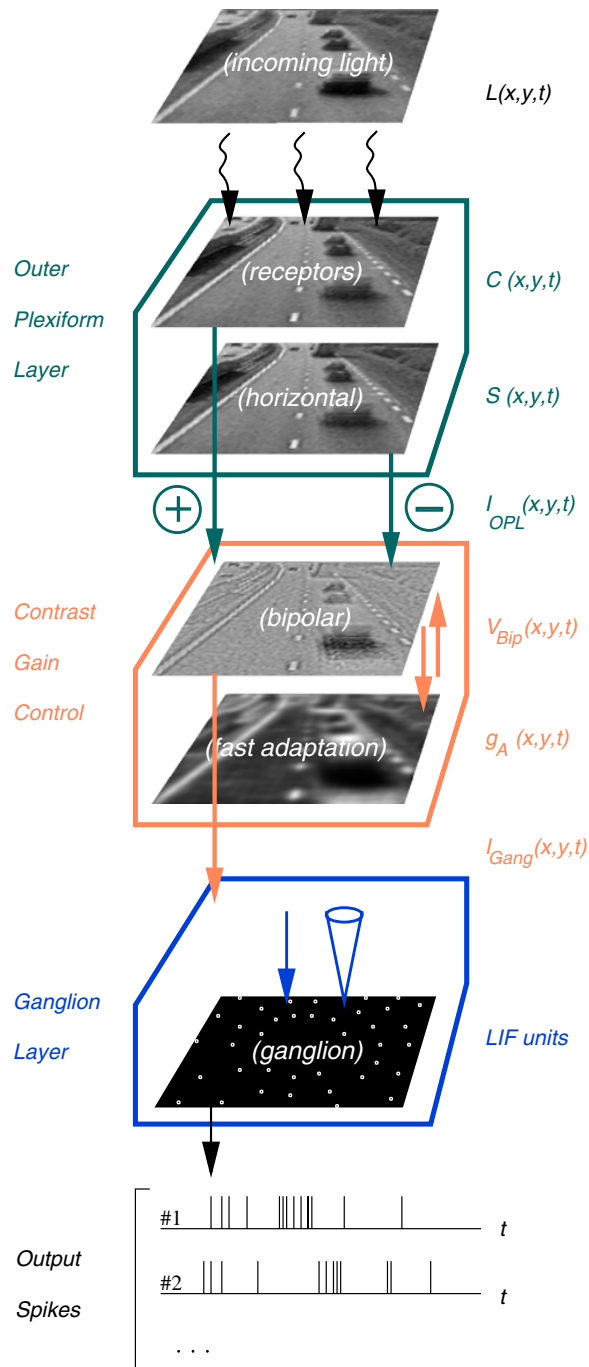 (incoming light)
L(x,y,t)
Outer
Plexiform
Layer
(receptors)
C (x,y,t)
(horizontal)
S (x,y,t)
+
−
I OPL (x,y,t)
Contrast
Gain
Control
(bipolar)
V Bip (x,y,t)
(fast adaptation)
g A (x,y,t)
I Gang (x,y,t)
Ganglion
Layer
(ganglion)
LIF units
Output
Spikes
#1
t
#2
t
. . .